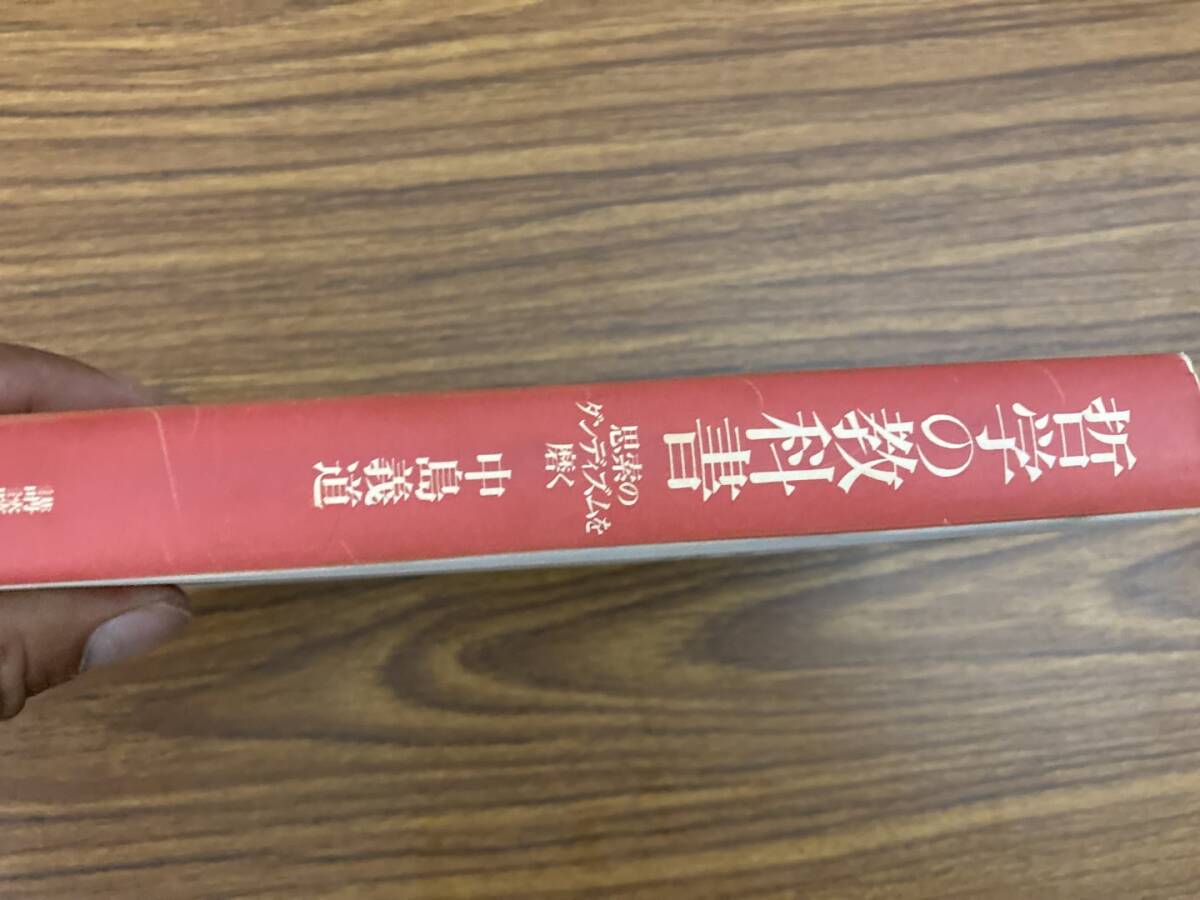 哲学の教科書
思索の
ダンディズムを
磨く
中島義道